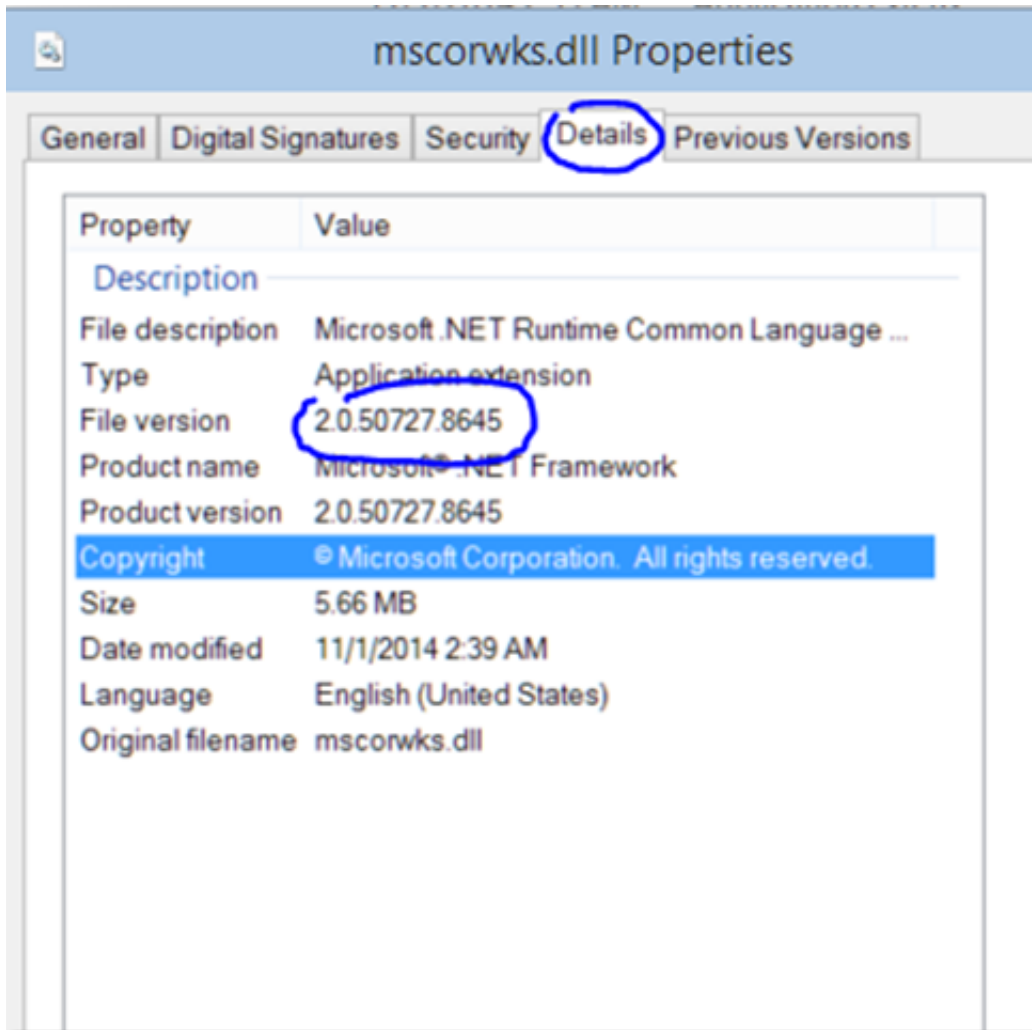 mscorwks.dll Properties
General Digital Signatures Security Details Previous Versions
Property Value
Description
File description Microsoft .NET Runtime Common Language ...
Type Application extension
File version 2.0.50727.8645
Product name Microsoft® .NET Framework
Product version 2.0.50727.8645
Copyright © Microsoft Corporation. All rights reserved.
Size 5.66 MB
Date modified 11/1/2014 2:39 AM
Language English (United States)
Original filename mscorwks.dll